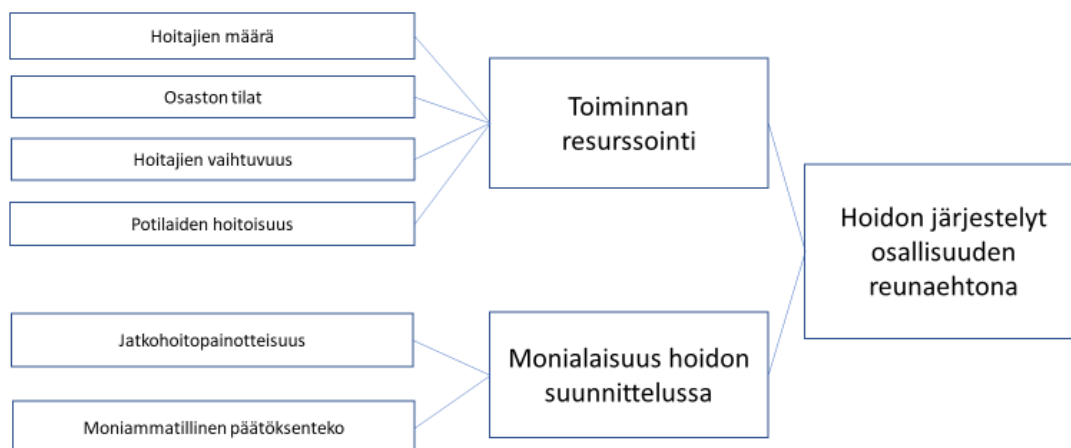 Hoitajien määrä
Osaston tilat
Hoitajien vaihtuvuus
Potilaiden hoitoisuus
Jatkohoitopainotteisuus
Moniammatillinen päätöksenteko
Toiminnan
resurssointi
Monialaisuus hoidon
suunnittelussa
Hoidon järjestelyt
osallisuuden
reunaehtona